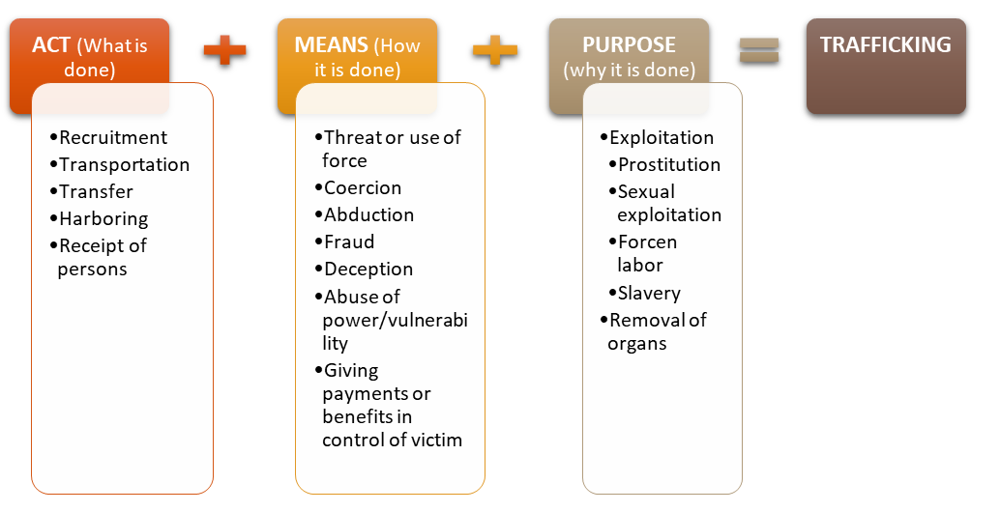 ACT (What is
done)
MEANS (How
it is done)
PURPOSE
(why it is done)
TRAFFICKING
•Recruitment
•Transportation
•Transfer
•Harboring
•Receipt of
persons
•Threat or use of
force
•Coercion
•Abduction
•Fraud
•Deception
•Abuse of
power/vulnerabi
lity
•Giving
payments or
benefits in
control of victim
•Exploitation
•Prostitution
•Sexual
exploitation
•Forcen
labor
•Slavery
•Removal of
organs